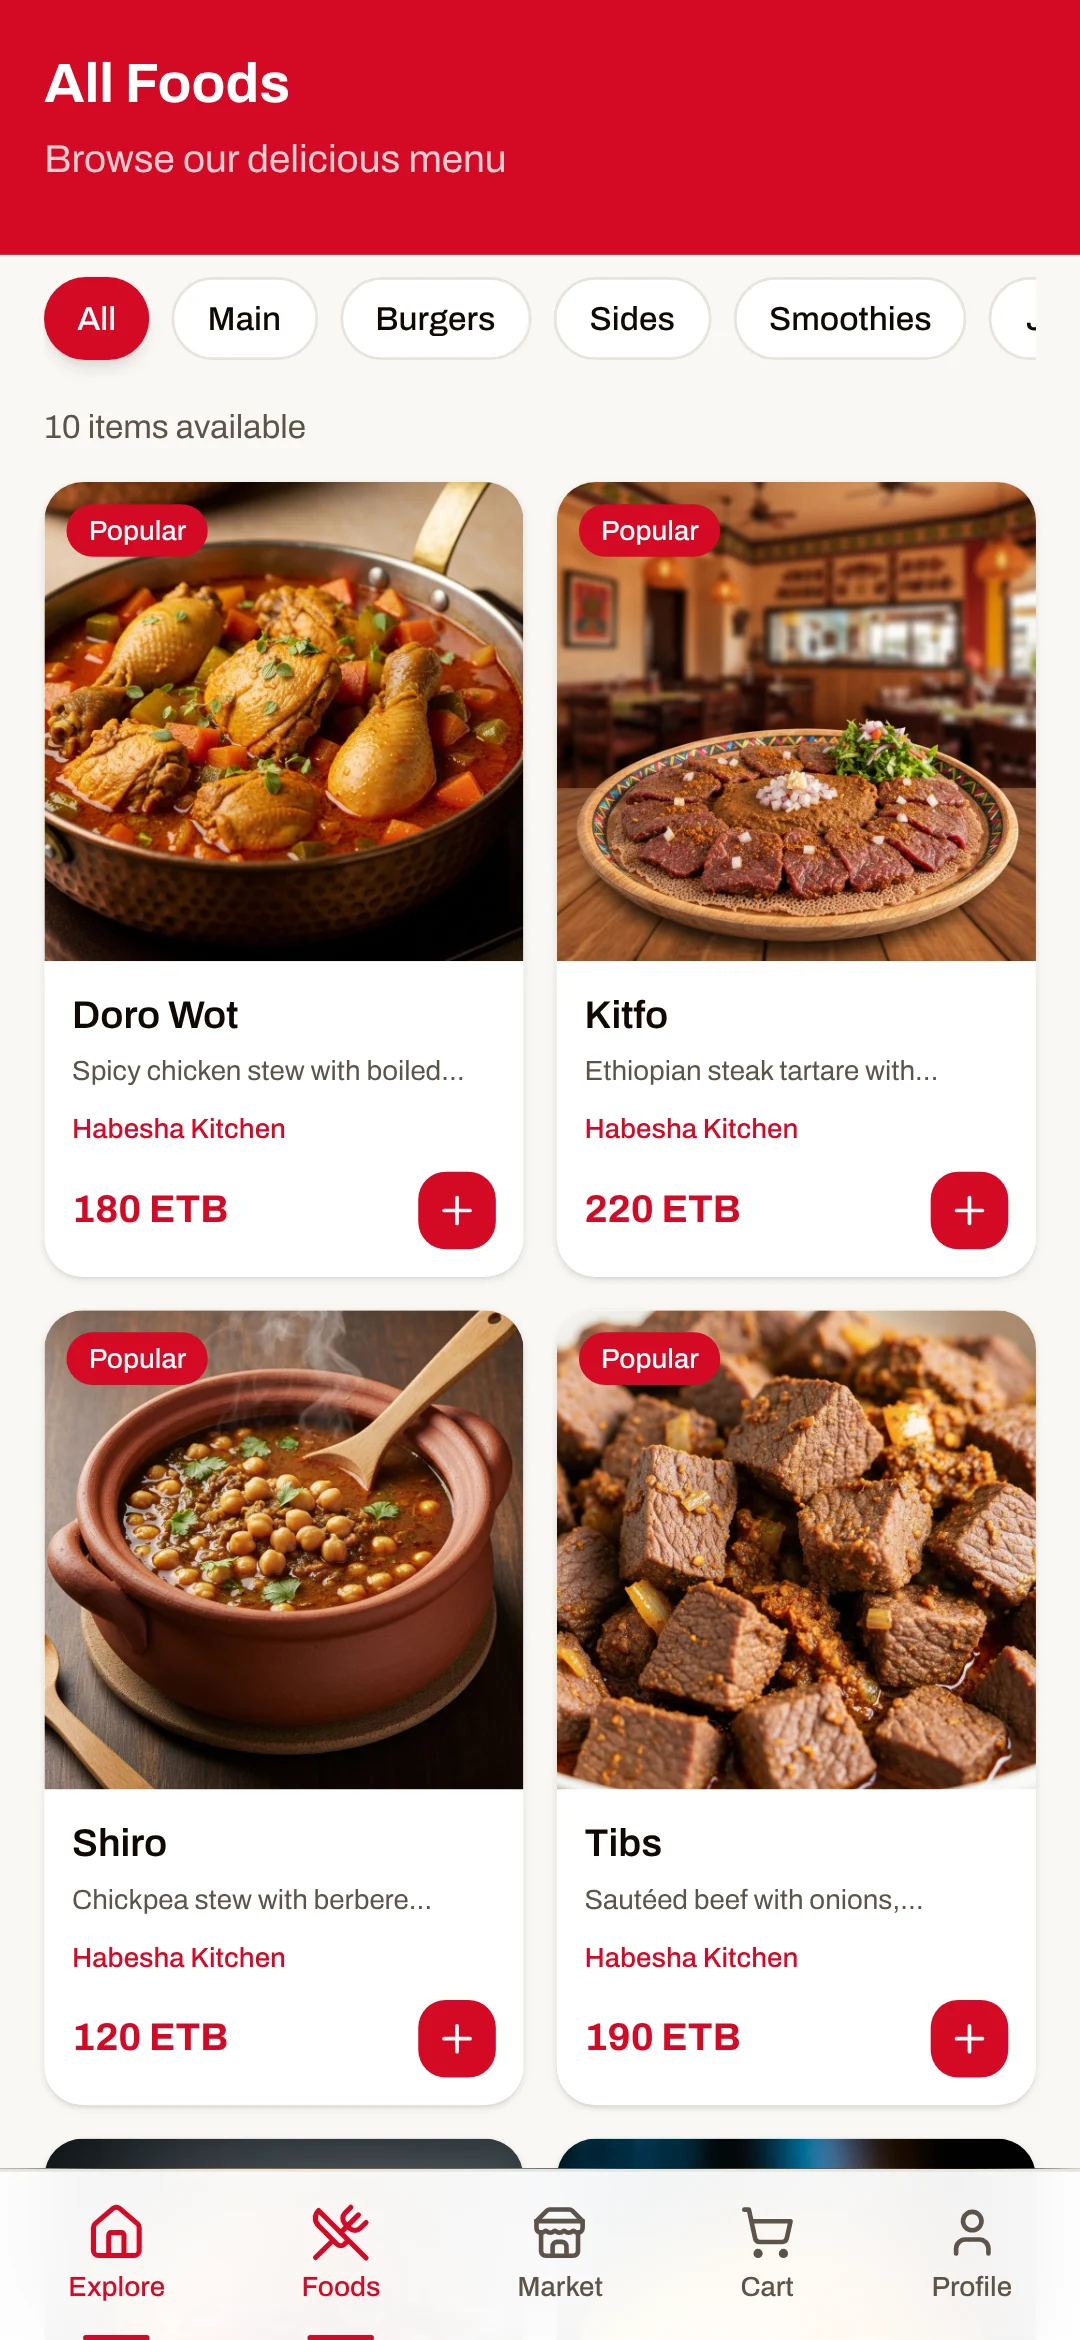 All Foods
Browse our delicious menu
All
Main
Burgers
Sides
Smoothies
10 items available
Popular
Popular
Doro Wot
Spicy chicken stew with boiled...
Habesha Kitchen
180 ETB
Kitfo
Ethiopian steak tartare with...
Habesha Kitchen
220 ETB
Popular
Popular
Shiro
Chickpea stew with berbere...
Habesha Kitchen
120 ETB
Tibs
Sautéed beef with onions,...
Habesha Kitchen
190 ETB
Explore
Foods
Market
Cart
Profile